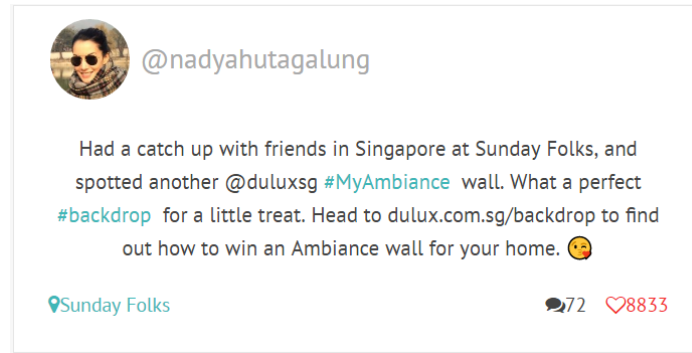 @nadyahutagalung
Had a catch up with friends in Singapore at Sunday Folks, and
spotted another @duluxsg #MyAmbiance wall. What a perfect
#backdrop for a little treat. Head to dulux.com.sg/backdrop to find
out how to win an Ambiance wall for your home. 😘
Sunday Folks 72 8833